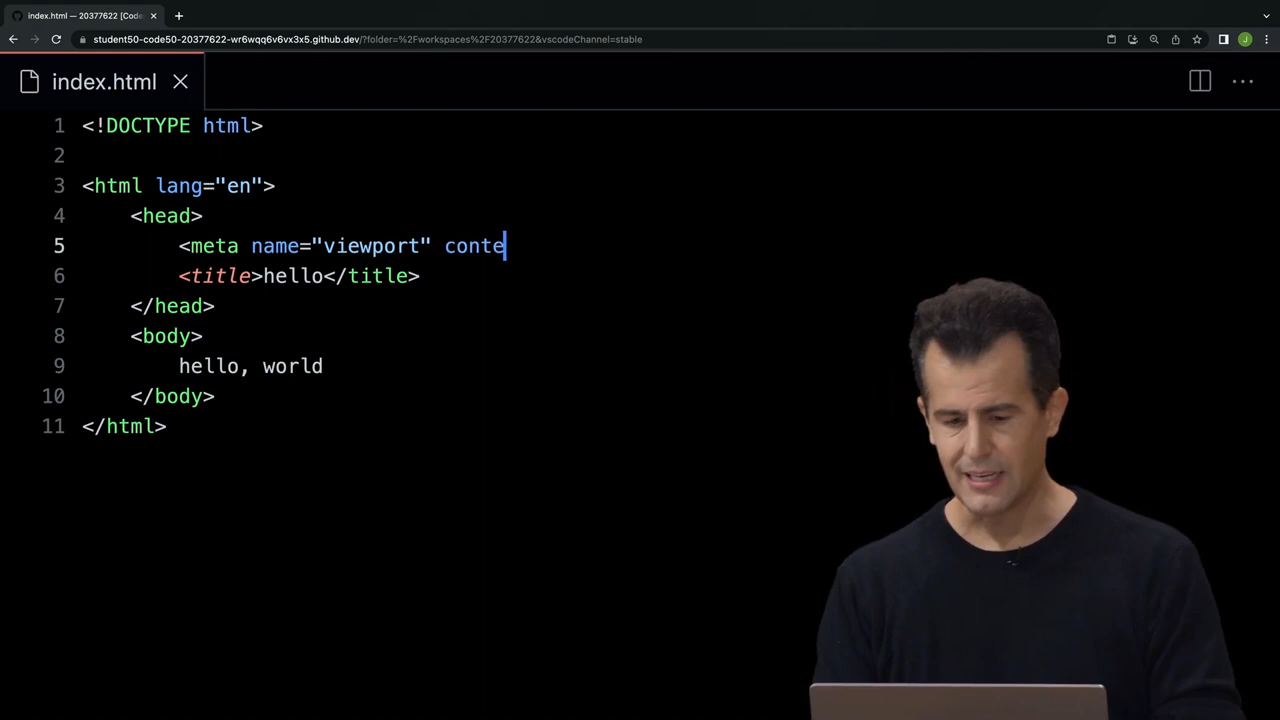 index.html — 20377622 [Code
student50-code50-20377622-wr6wqq6v6vx3x5.github.dev/?folder=%2Fworkspaces%2F20377622&vscodeChannel=stable
J
index.html
1 <!DOCTYPE html>
2
3 <html lang="en">
4 <head>
5 <meta name="viewport" conte
6 <title>hello</title>
7 </head>
8 <body>
9 hello, world
10 </body>
11 </html>